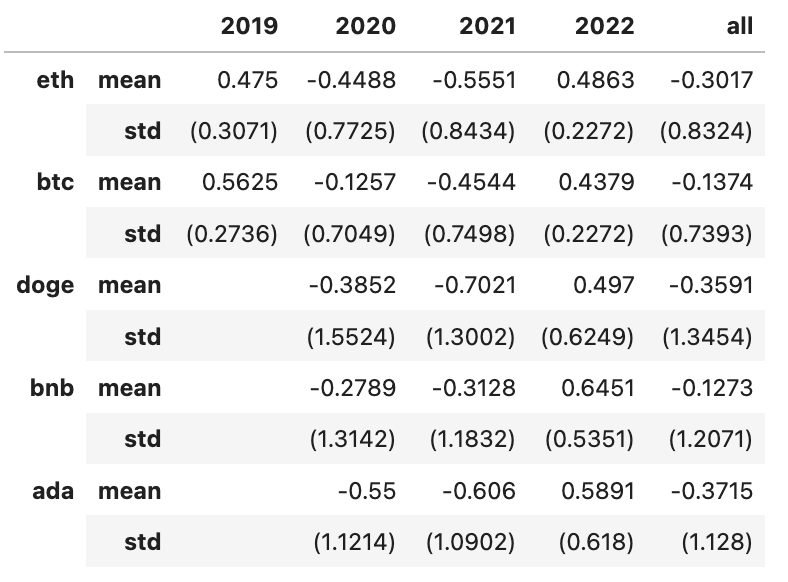 2019 2020 2021 2022 all
eth mean 0.475 -0.4488 -0.5551 0.4863 -0.3017
std (0.3071) (0.7725) (0.8434) (0.2272) (0.8324)
btc mean 0.5625 -0.1257 -0.4544 0.4379 -0.1374
std (0.2736) (0.7049) (0.7498) (0.2272) (0.7393)
doge mean -0.3852 -0.7021 0.497 -0.3591
std (1.5524) (1.3002) (0.6249) (1.3454)
bnb mean -0.2789 -0.3128 0.6451 -0.1273
std (1.3142) (1.1832) (0.5351) (1.2071)
ada mean -0.55 -0.606 0.5891 -0.3715
std (1.1214) (1.0902) (0.618) (1.128)